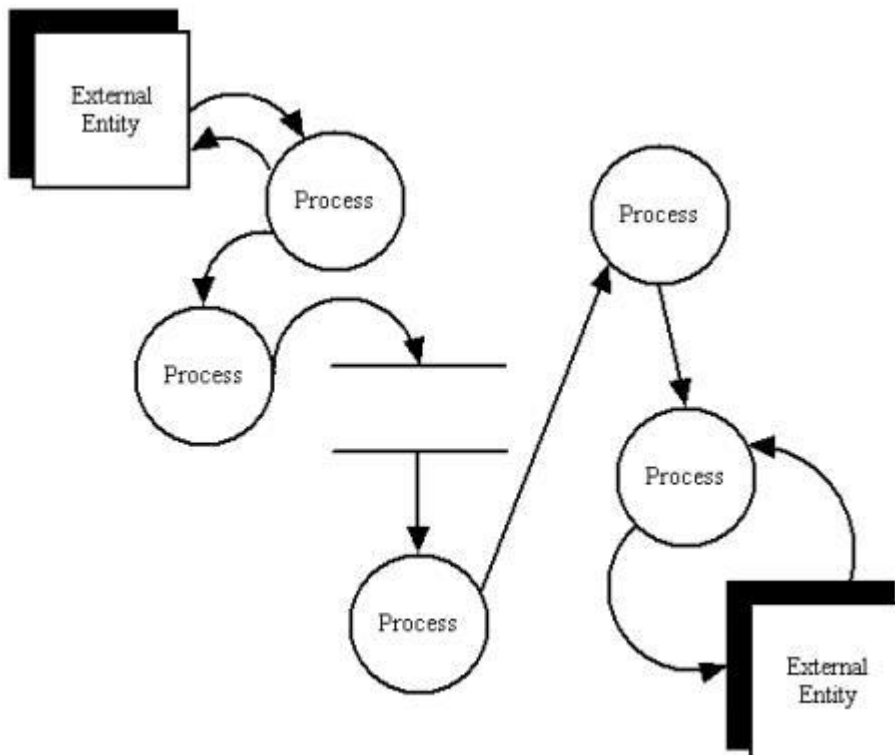 External
Entity
Process
Process
Process
Process
Process
External
Entity